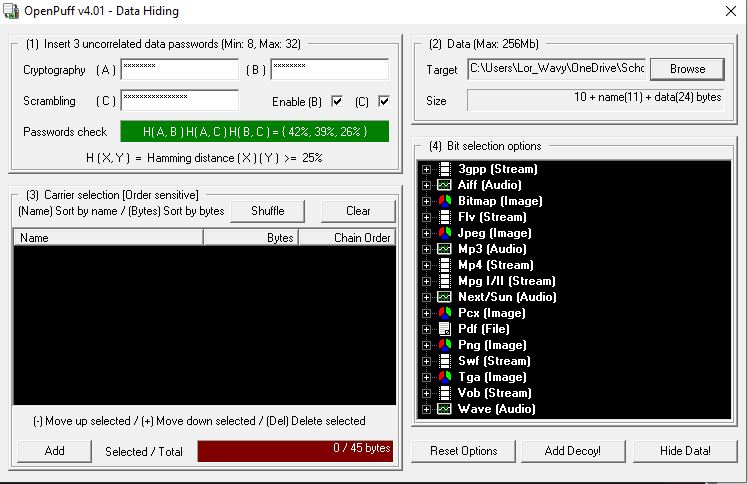 OpenPuff v4.01 - Data Hiding
(1) Insert 3 uncorrelated data passwords (Min: 8, Max: 32)
Cryptography (A) ******** (B) ********
Scrambling (C) *************** Enable (B) (C)
Passwords check H( A, B ) H( A, C ) H( B, C ) = { 42%, 39%, 26% }
H ( X, Y ) = Hamming distance ( X ) ( Y ) >= 25%
(2) Data (Max: 256Mb)
Target C:\Users\Lor_Wavy\OneDrive\Scho Browse
Size 10 + name(11) + data(24) bytes
(3) Carrier selection [Order sensitive]
(Name) Sort by name / (Bytes) Sort by bytes Shuffle Clear
Name Bytes Chain Order
(-) Move up selected / (+) Move down selected / (Del) Delete selected
Add Selected / Total 0 / 45 bytes
(4) Bit selection options
3gpp (Stream)
Aiff (Audio)
Bitmap (Image)
Flv (Stream)
Jpeg (Image)
Mp3 (Audio)
Mp4 (Stream)
Mpg I/II (Stream)
Next/Sun (Audio)
Pcx (Image)
Pdf (File)
Png (Image)
Swf (Stream)
Tga (Image)
Vob (Stream)
Wave (Audio)
Reset Options Add Decoy! Hide Data!